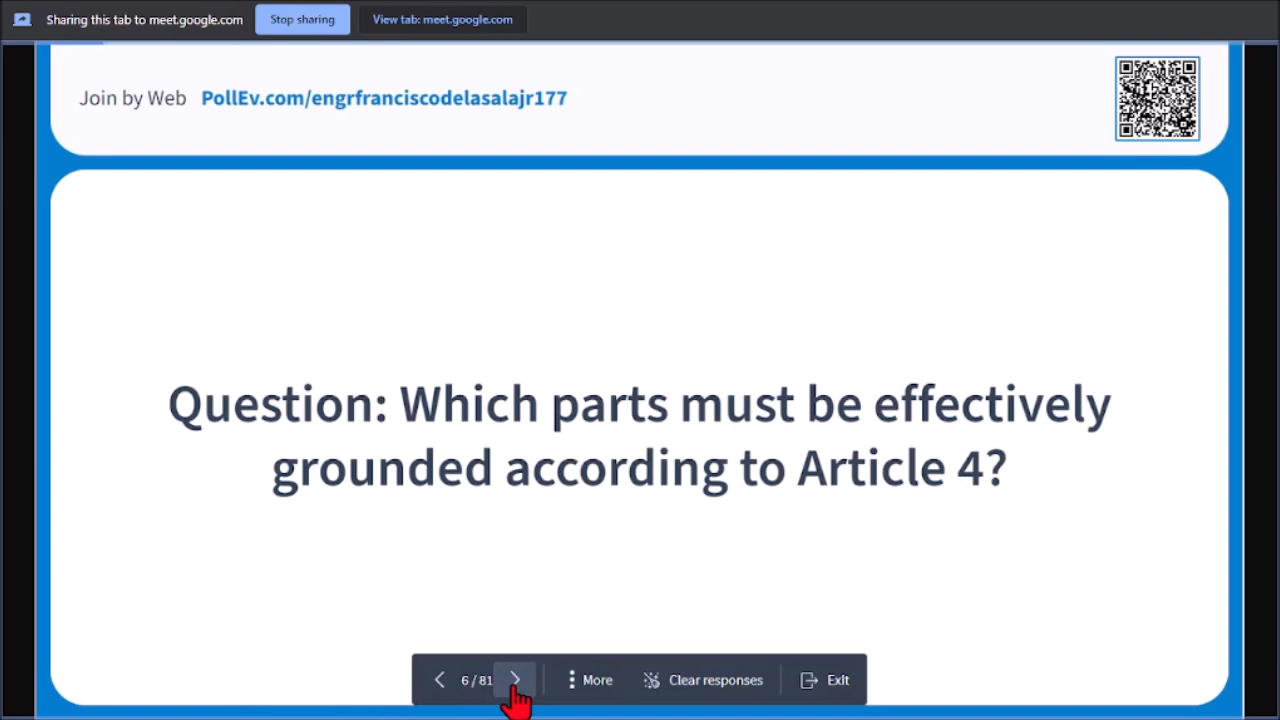 Sharing this tab to meet.google.com Stop sharing View tab: meet.google.com
Join by Web PollEv.com/engrfranciscodelasalajr177
Question: Which parts must be effectively
grounded according to Article 4?
6 / 81 More Clear responses Exit